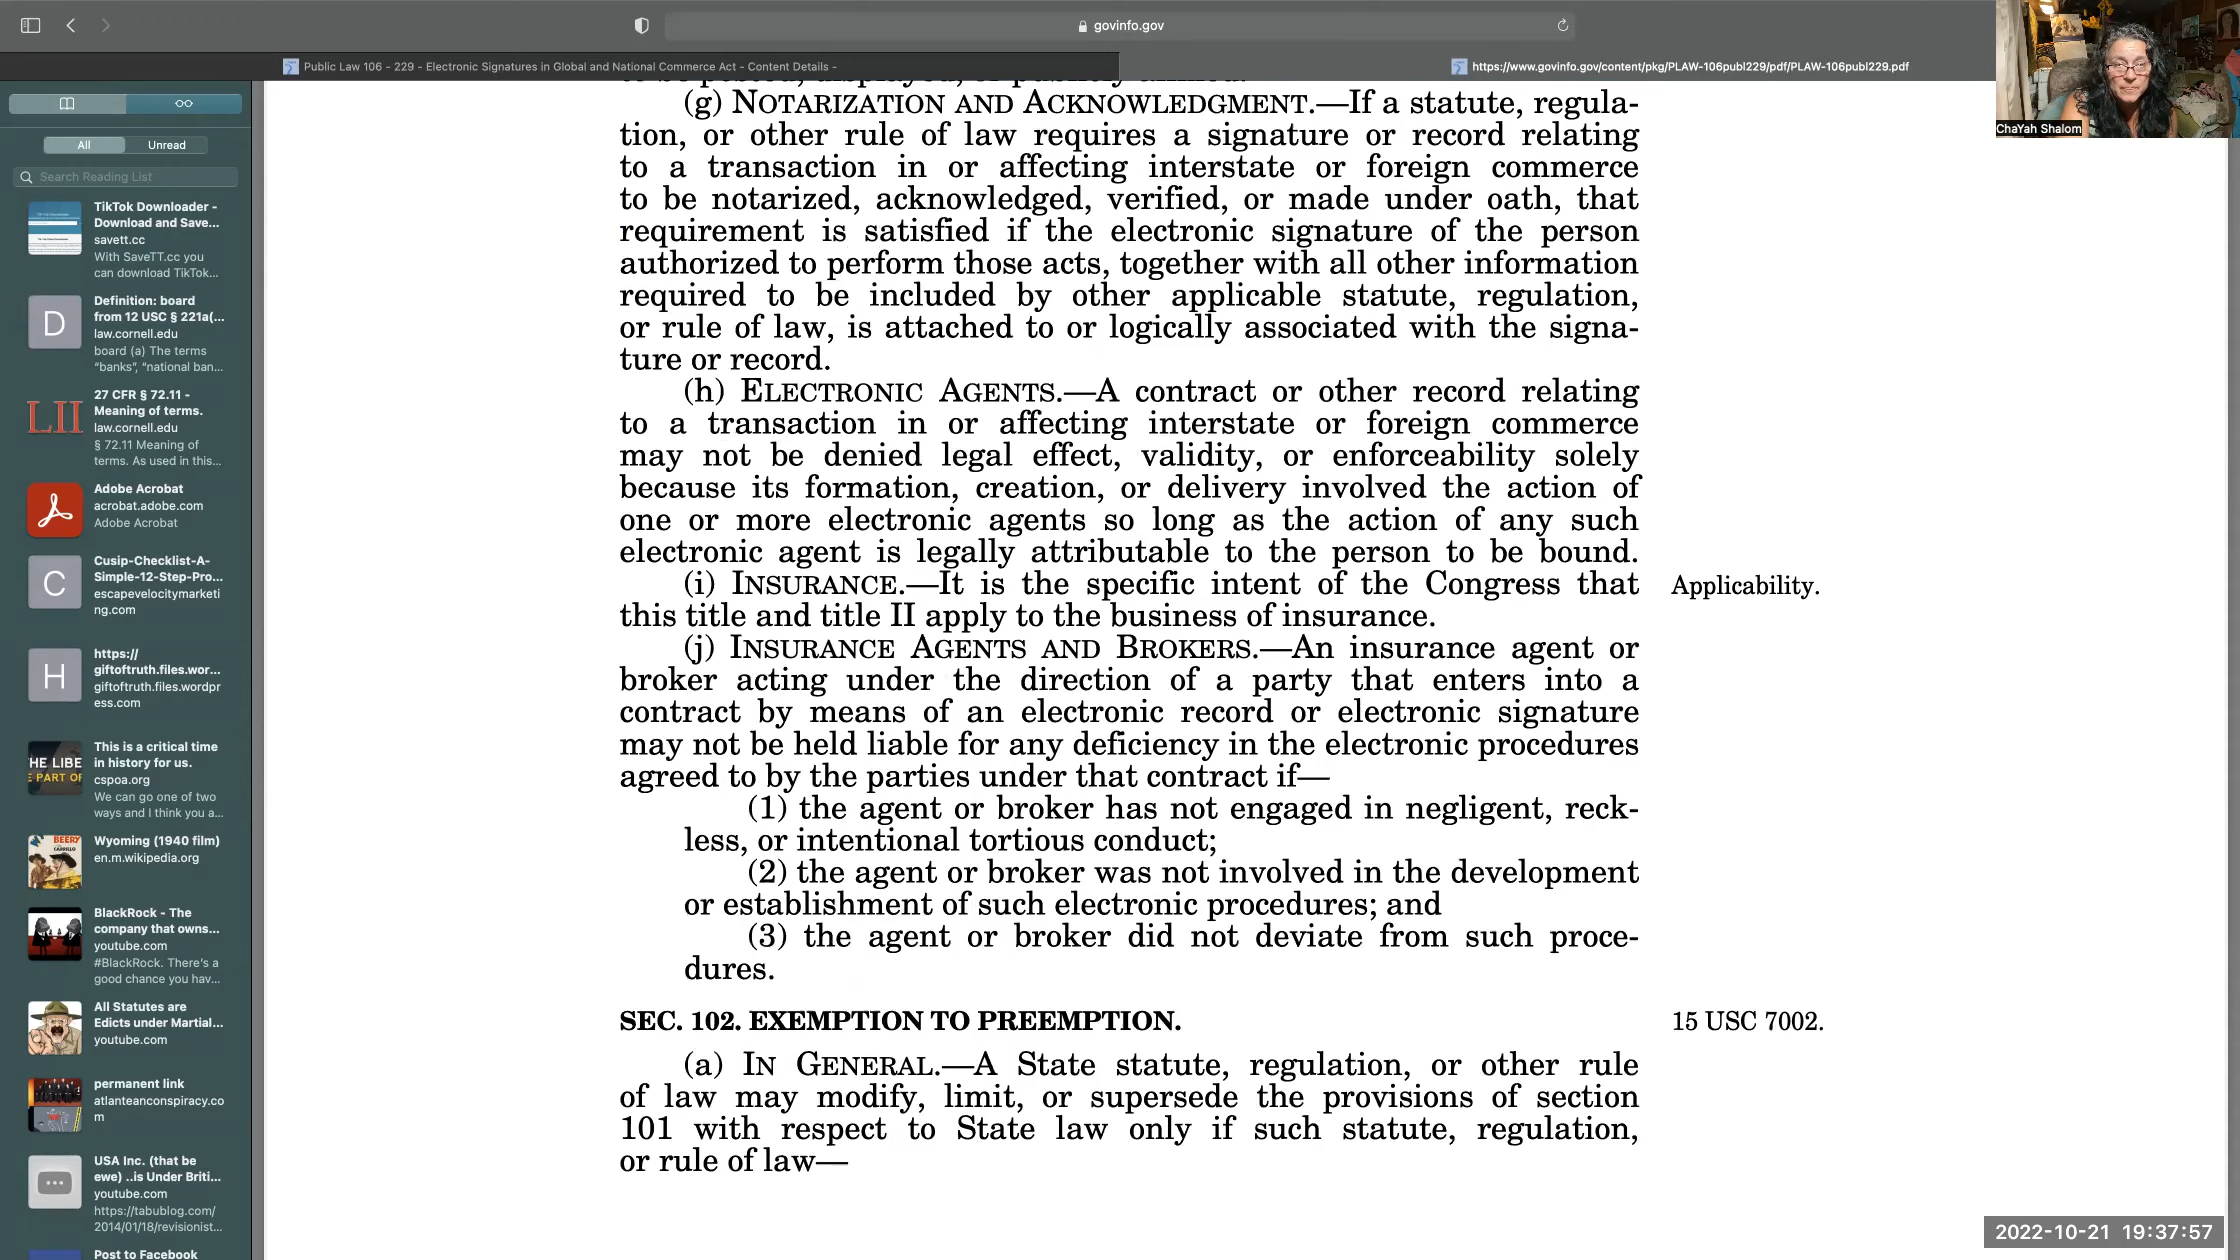 govinfo.gov
Public Law 106 - 229 - Electronic Signatures in Global and National Commerce Act - Content Details -
https://www.govinfo.gov/content/pkg/PLAW-106publ229/pdf/PLAW-106publ229.pdf
ChaYah Shalom
All
Unread
Search Reading List
TikTok Downloader -
Download and Save...
savett.cc
With SaveTT.cc you
can download TikTok...
Definition: board
from 12 USC § 221a(...
law.cornell.edu
board (a) The terms
“banks”, “national ban...
27 CFR § 72.11 -
Meaning of terms.
law.cornell.edu
§ 72.11 Meaning of
terms. As used in this...
Adobe Acrobat
acrobat.adobe.com
Adobe Acrobat
Cusip-Checklist-A-
Simple-12-Step-Pro...
escapevelocitymarketi
ng.com
https://
giftoftruth.files.wor...
giftoftruth.files.wordpr
ess.com
This is a critical time
in history for us.
cspoa.org
We can go one of two
ways and I think you a...
Wyoming (1940 film)
en.m.wikipedia.org
BlackRock - The
company that owns...
youtube.com
#BlackRock. There's a
good chance you hav...
All Statutes are
Edicts under Martial...
youtube.com
permanent link
atlanteanconspiracy.co
m
USA Inc. (that be
ewe) ..is Under Briti...
youtube.com
https://tabublog.com/
2014/01/18/revisionist...
Post to Facebook
(g) NOTARIZATION AND ACKNOWLEDGMENT.—If a statute, regula-
tion, or other rule of law requires a signature or record relating
to a transaction in or affecting interstate or foreign commerce
to be notarized, acknowledged, verified, or made under oath, that
requirement is satisfied if the electronic signature of the person
authorized to perform those acts, together with all other information
required to be included by other applicable statute, regulation,
or rule of law, is attached to or logically associated with the signa-
ture or record.
(h) ELECTRONIC AGENTS.—A contract or other record relating
to a transaction in or affecting interstate or foreign commerce
may not be denied legal effect, validity, or enforceability solely
because its formation, creation, or delivery involved the action of
one or more electronic agents so long as the action of any such
electronic agent is legally attributable to the person to be bound.
(i) INSURANCE.—It is the specific intent of the Congress that
Applicability.
this title and title II apply to the business of insurance.
(j) INSURANCE AGENTS AND BROKERS.—An insurance agent or
broker acting under the direction of a party that enters into a
contract by means of an electronic record or electronic signature
may not be held liable for any deficiency in the electronic procedures
agreed to by the parties under that contract if—
(1) the agent or broker has not engaged in negligent, reck-
less, or intentional tortious conduct;
(2) the agent or broker was not involved in the development
or establishment of such electronic procedures; and
(3) the agent or broker did not deviate from such proce-
dures.
SEC. 102. EXEMPTION TO PREEMPTION.
15 USC 7002.
(a) IN GENERAL.—A State statute, regulation, or other rule
of law may modify, limit, or supersede the provisions of section
101 with respect to State law only if such statute, regulation,
or rule of law—
2022-10-21 19:37:57